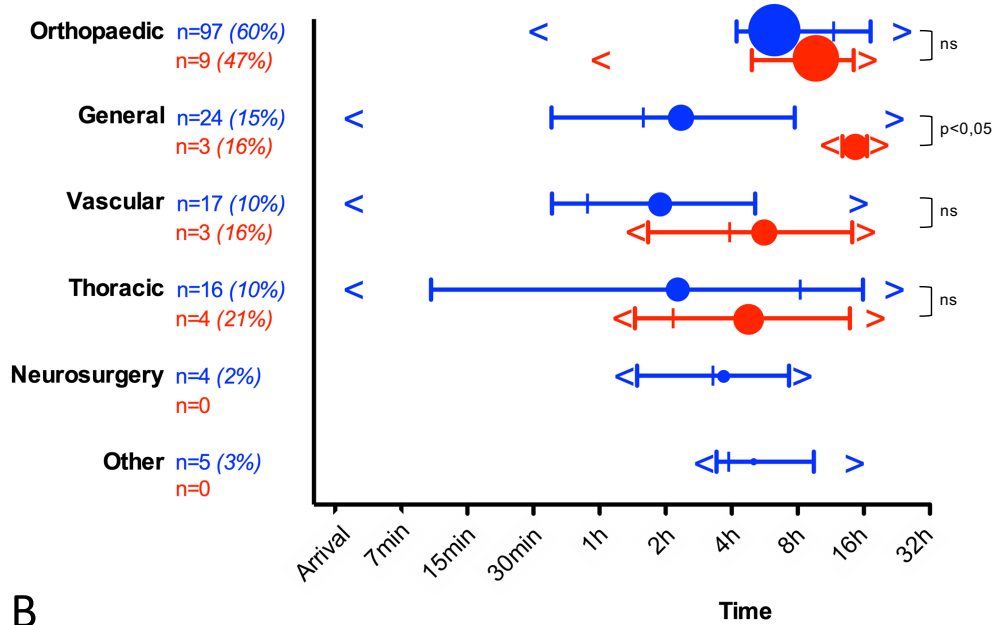 Orthopaedic n=97 (60%)
n=9 (47%)
ns
General n=24 (15%)
n=3 (16%)
p<0,05
Vascular n=17 (10%)
n=3 (16%)
ns
Thoracic n=16 (10%)
n=4 (21%)
ns
Neurosurgery n=4 (2%)
n=0
Other n=5 (3%)
n=0
Arrival 7min 15min 30min 1h 2h 4h 8h 16h 32h
Time
B